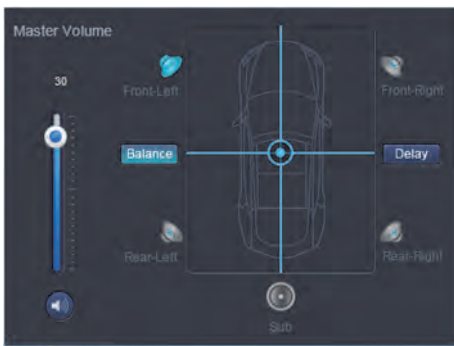 Master Volume
30
Front-Left
Front-Right
Balance
Delay
Rear-Left
Rear-Right
Sub